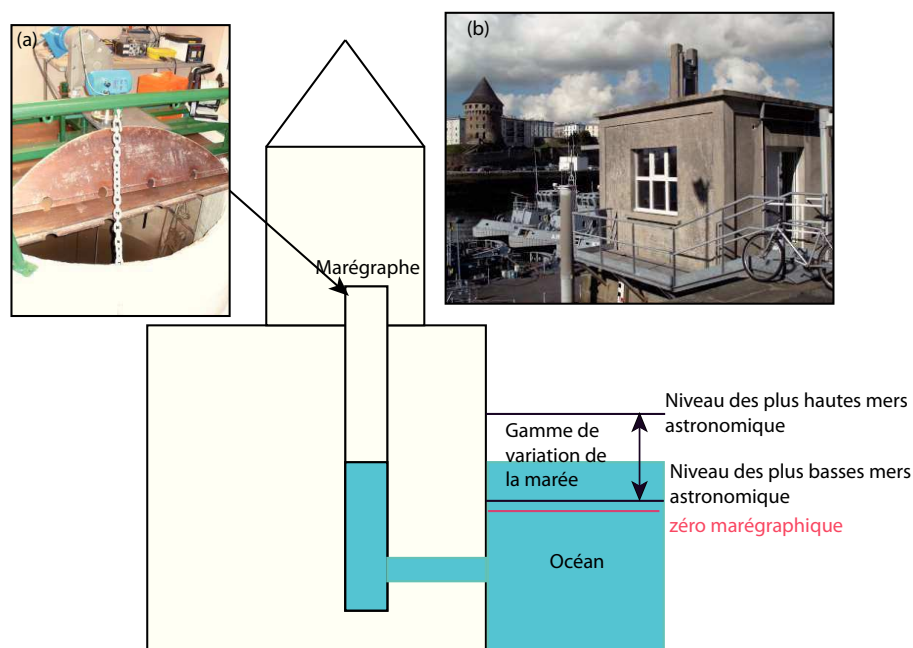 (a)
(b)
Marégraphe
Niveau des plus hautes mers
astronomique
Gamme de
variation de
la marée
Niveau des plus basses mers
astronomique
zéro marégraphique
Océan